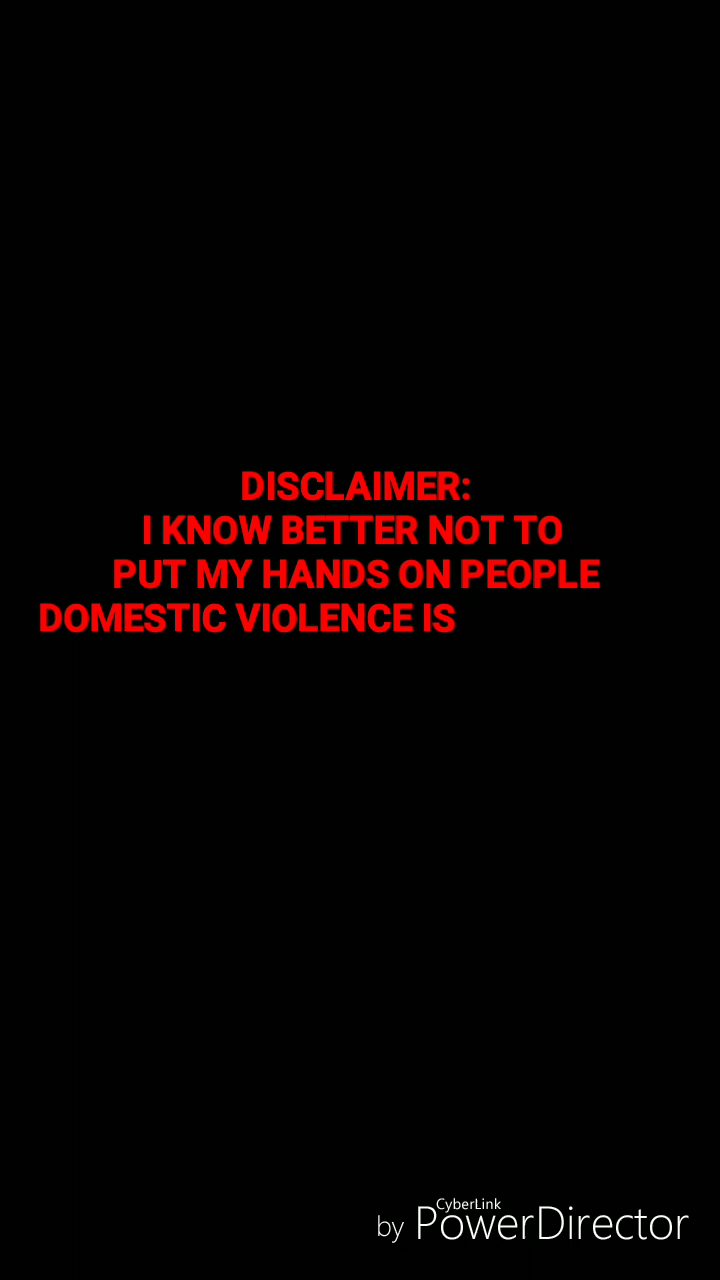 DISCLAIMER:
I KNOW BETTER NOT TO
PUT MY HANDS ON PEOPLE
DOMESTIC VIOLENCE IS
CyberLink
by PowerDirector